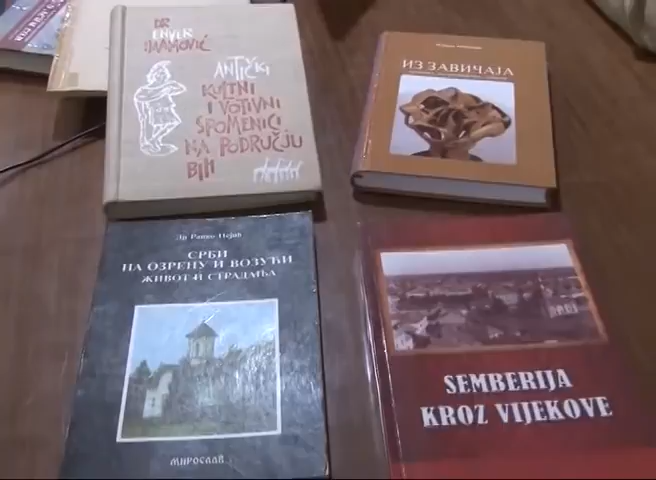 DR
ENVER
IMAMOVIĆ
ANTIČKI
KULTNI
I VOTIVNI
SPOMENICI
NA PODRUČJU
BIH
ИЗ ЗАВИЧАЈА
Др Ранко Пејић
СРБИ
НА ОЗРЕНУ И ВОЗУЋИ
ЖИВОТ И СТРАДАЊА
МИРОСЛАВ
SEMBERIJA
KROZ VIJEKOVE